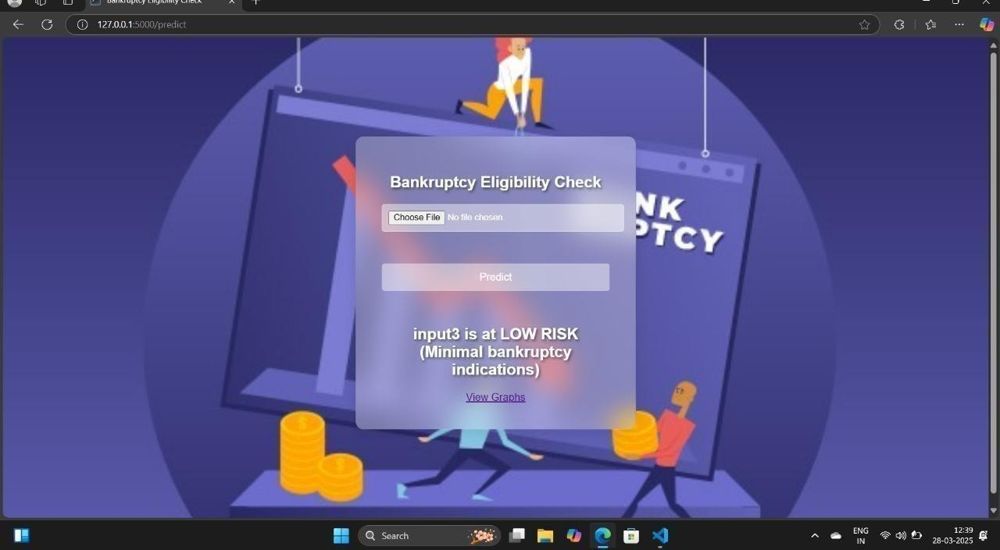 Bankruptcy Eligibility Check
127.0.0.1:5000/predict
NK
PTCY
Bankruptcy Eligibility Check
Choose File No file chosen
Predict
input3 is at LOW RISK
(Minimal bankruptcy
indications)
View Graphs
$
$
Search
ENG
IN
12:39
28-03-2025